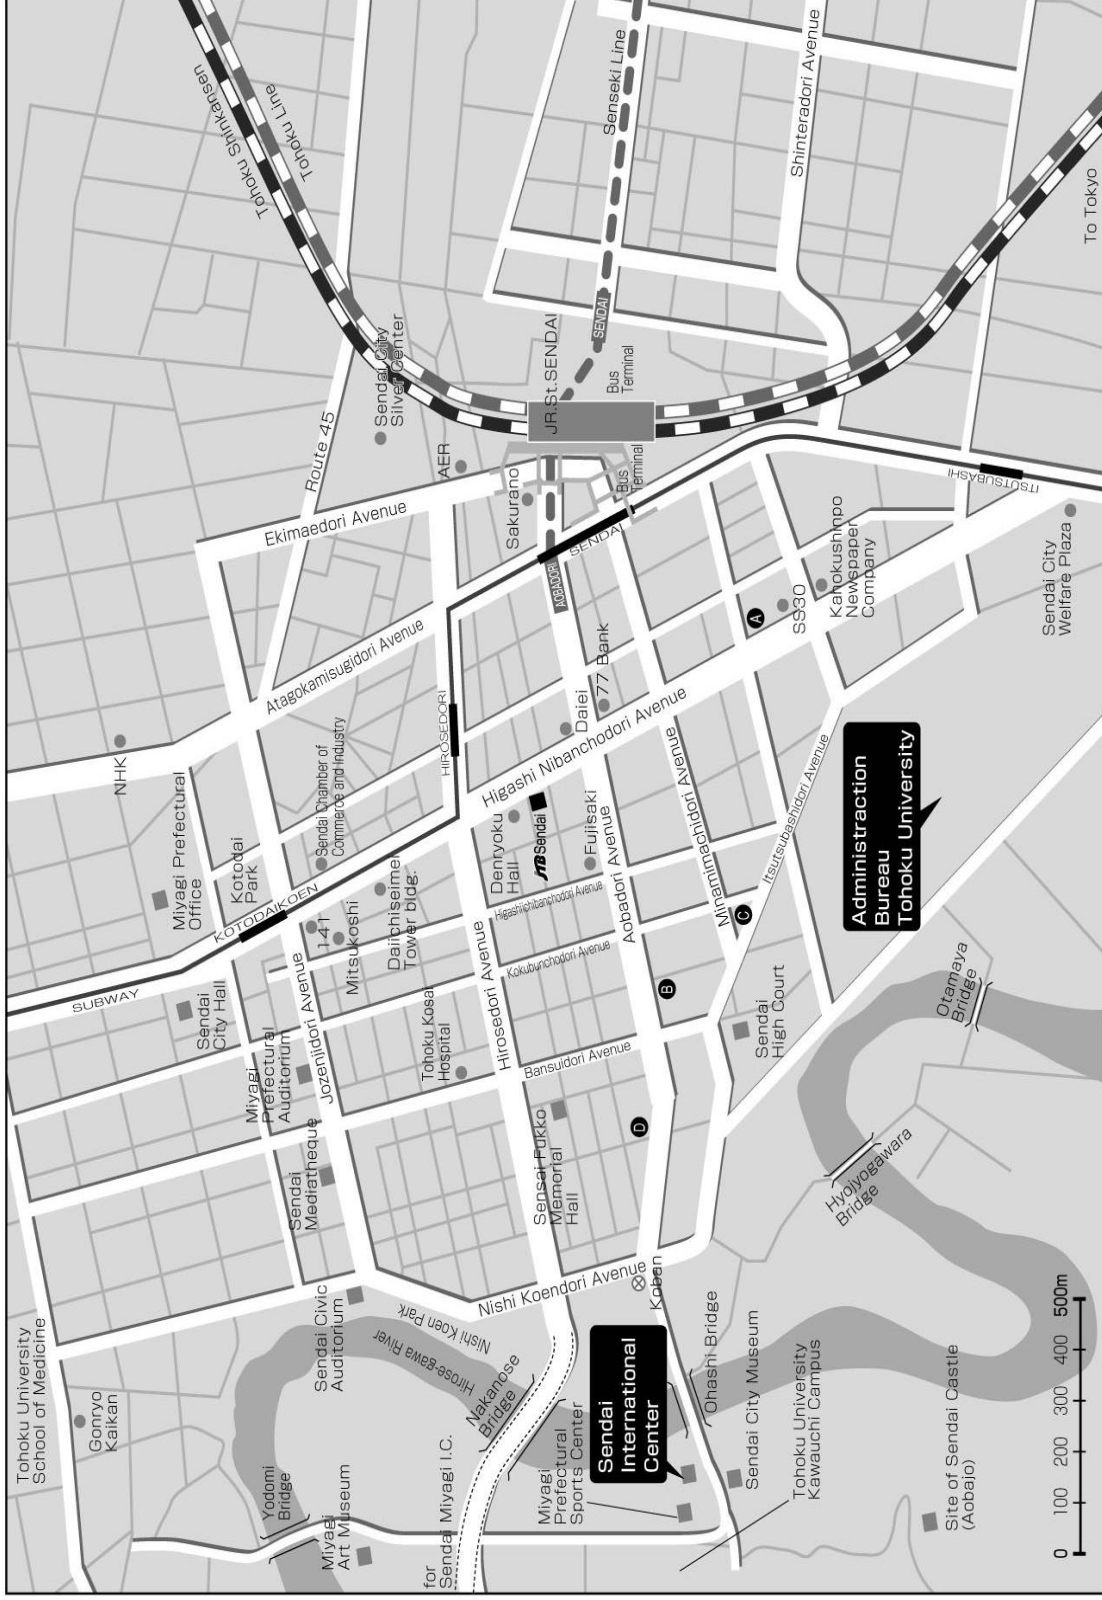 Tohoku University
School of Medicine
Gonryo
Kaikan
Yodomi
Bridge
Miyagi
Art Museum
for
Sendai Miyagi I.C.
Sendai Civic
Auditorium
Nishi Koen Park
Hirose-gawa River
Nakanose
Bridge
Miyagi
Prefectural
Sports Center
Sendai
International
Center
Nishi Koendori Avenue
Koban
Ohashi Bridge
Sendai City Museum
Tohoku University
Kawauchi Campus
Site of Sendai Castle
(Aobajo)
0 100 200 300 400 500m
Hyojyogawara
Bridge
Otamaya
Bridge
SUBWAY
Sendai
City Hall
Miyagi
Prefectural
Auditorium
Sendai
Mediatheque
Jozenjidori Avenue
Tohoku Kosai
Hospital
Sensai Fukko
Memorial
Hall
Hirosedori Avenue
Bansuidori Avenue
Kokubunchodori Avenue
Higashiichibanchodori Avenue
D
B
C
A
Sendai
High Court
Aobadori Avenue
Minamimachidori Avenue
Itsutsubashidori Avenue
Administraction
Bureau
Tohoku University
NHK
Miyagi Prefectural
Office
Kotodai
Park
KOTODAIKOEN
141
Mitsukoshi
Sendai Chamber of
Commerce and Industry
Daiichiseimei
Tower bldg.
Denryoku
Hall
JTB Sendai
Fujisaki
Daiei
77 Bank
Higashi Nibanchodori Avenue
HIROSEDORI
Atagokamisugidori Avenue
Ekimaedori Avenue
Route 45
Sendai City
Silver Center
AER
Sakurano
AOBADORI
SENDAI
JR.St.SENDAI
Bus
Terminal
Bus
Terminal
SENDAI
SS30
Kahokushinpo
Newspaper
Company
Sendai City
Welfare Plaza
ITSUTSUBASHI
Tohoku Shinkansen
Tohoku Line
Senseki Line
Shinteradori Avenue
To Tokyo